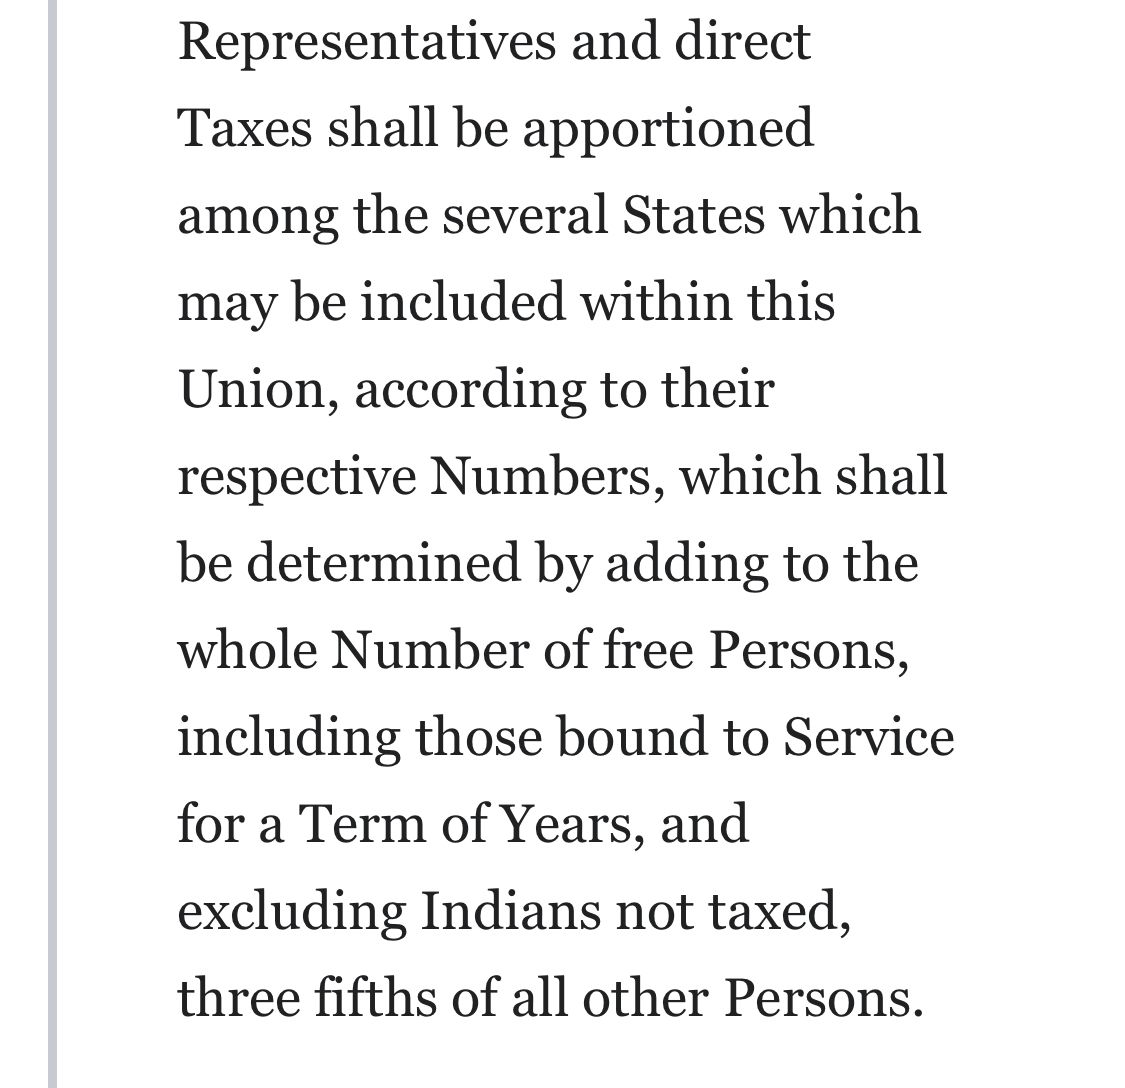 Representatives and direct
Taxes shall be apportioned
among the several States which
may be included within this
Union, according to their
respective Numbers, which shall
be determined by adding to the
whole Number of free Persons,
including those bound to Service
for a Term of Years, and
excluding Indians not taxed,
three fifths of all other Persons.